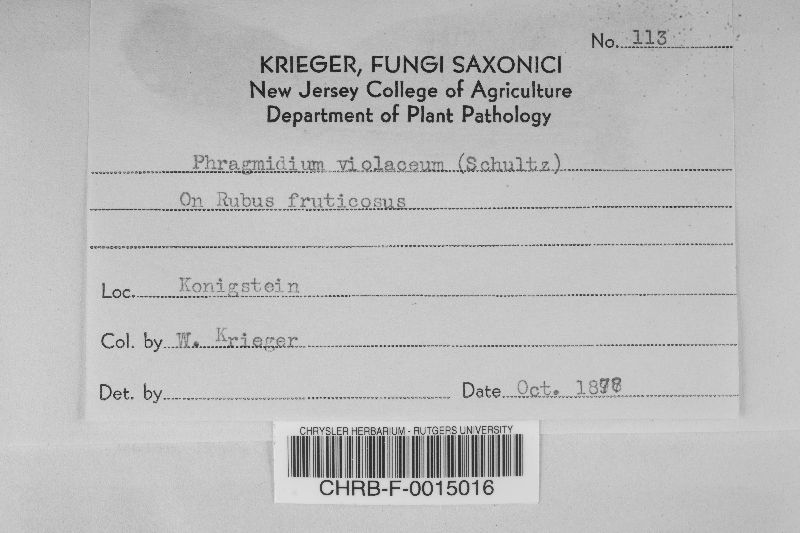 No. 113
KRIEGER, FUNGI SAXONICI
New Jersey College of Agriculture
Department of Plant Pathology
Phragmidium violaceum (Schultz)
On Rubus fruticosus
Loc. Konigstein
Col. by W. Krieger
Det. by
Date Oct.
CHRYSLER HERBARIUM - RUTGERS UNIVERSITY
CHRB-F-0015016